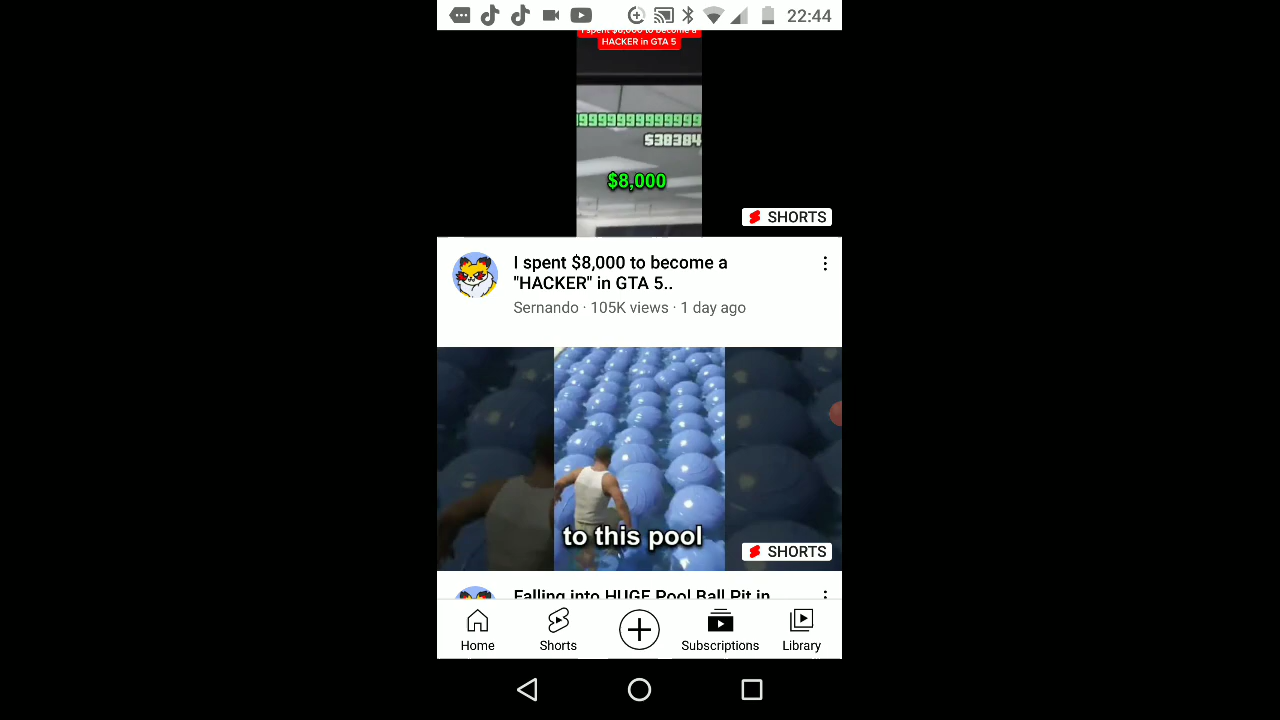 22:44
I spent $8,000 to become a
HACKER in GTA 5
$38384
$8,000
SHORTS
I spent $8,000 to become a
"HACKER" in GTA 5..
Sernando · 105K views · 1 day ago
to this pool
SHORTS
Falling into HUGE Pool Ball Pit in
Home
Shorts
Subscriptions
Library